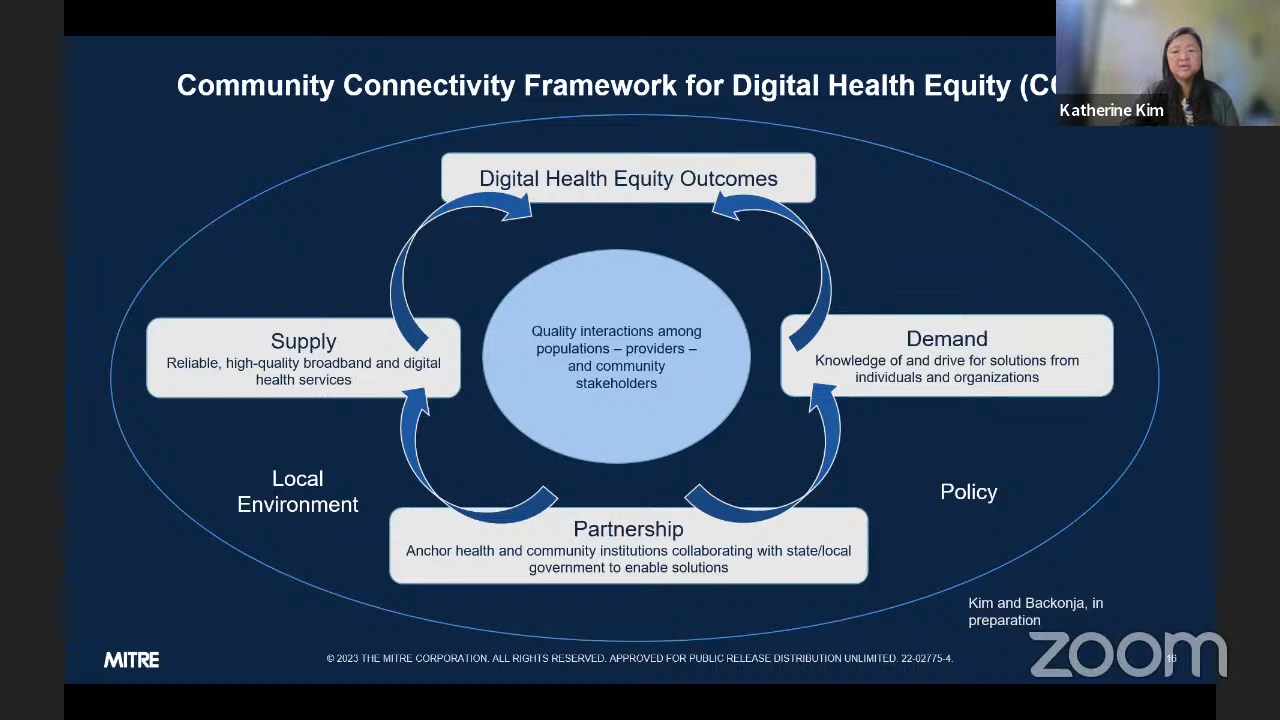 Community Connectivity Framework for Digital Health Equity
Katherine Kim
Digital Health Equity Outcomes
Quality interactions among
populations – providers –
and community
stakeholders
Supply
Reliable, high-quality broadband and digital
health services
Demand
Knowledge of and drive for solutions from
individuals and organizations
Local
Environment
Policy
Partnership
Anchor health and community institutions collaborating with state/local
government to enable solutions
Kim and Backonja, in
preparation
MITRE
© 2023 THE MITRE CORPORATION. ALL RIGHTS RESERVED. APPROVED FOR PUBLIC RELEASE DISTRIBUTION UNLIMITED. 22-02775-4.
16
zoom